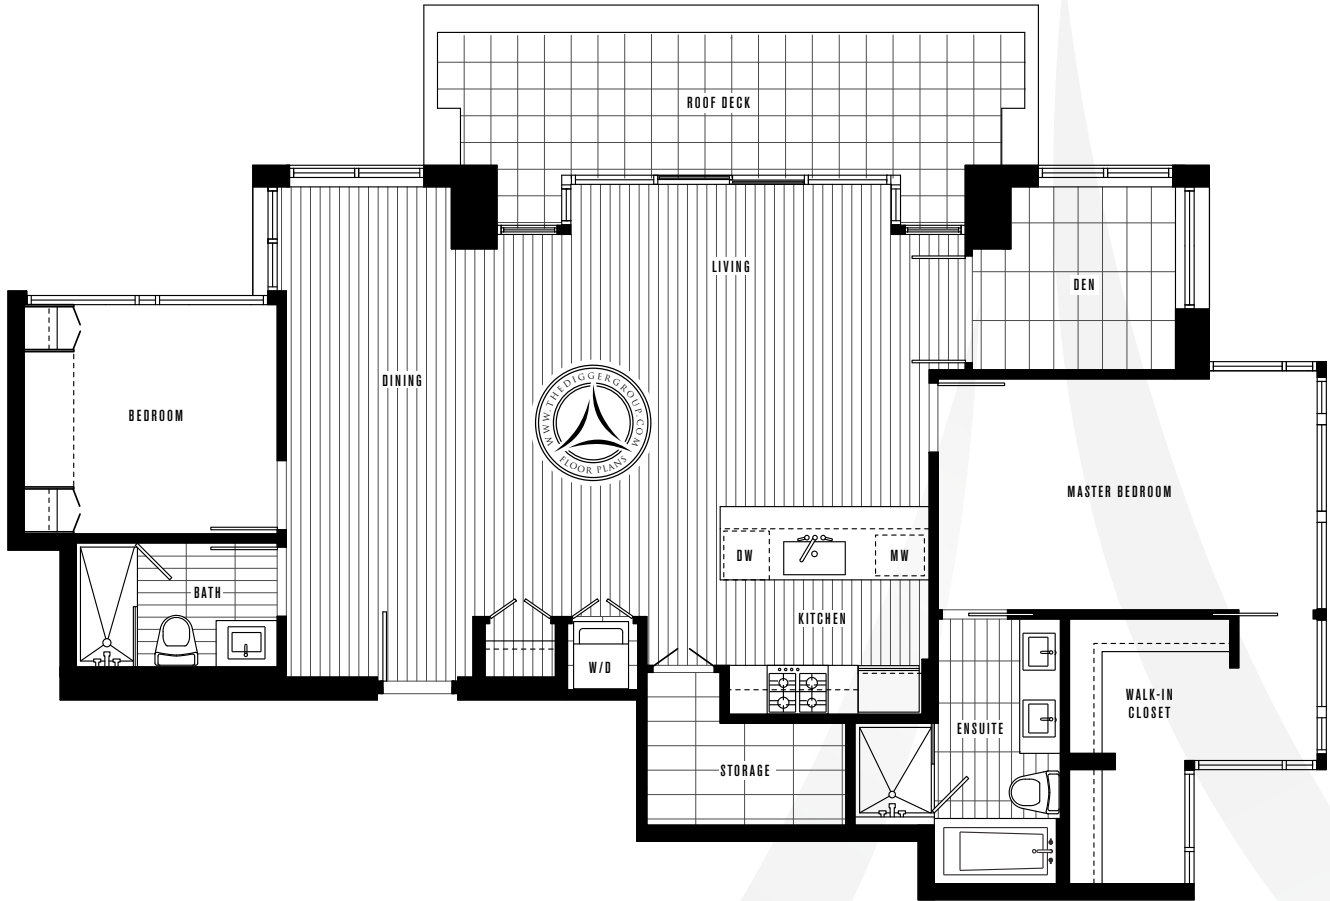 ROOF DECK
LIVING
DEN
DINING
BEDROOM
WWW.THEDIGGERGROUP.COM
FLOOR PLANS
MASTER BEDROOM
DW
MW
BATH
KITCHEN
W/D
WALK-IN
CLOSET
ENSUITE
STORAGE